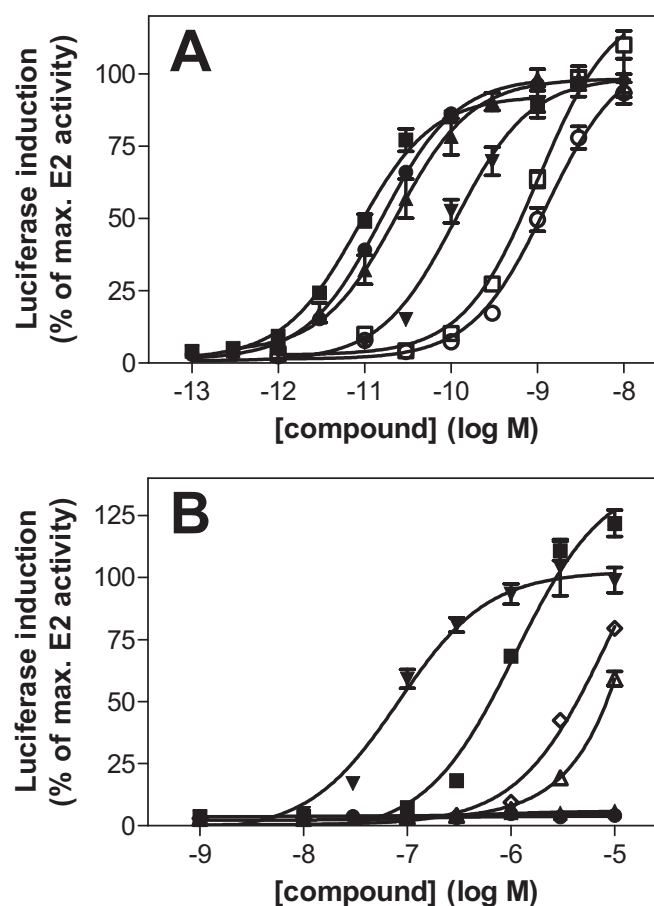 A
Luciferase induction
(% of max. E2 activity)
100
75
50
25
0
-13 -12 -11 -10 -9 -8
[compound] (log M)
B
Luciferase induction
(% of max. E2 activity)
125
100
75
50
25
0
-9 -8 -7 -6 -5
[compound] (log M)